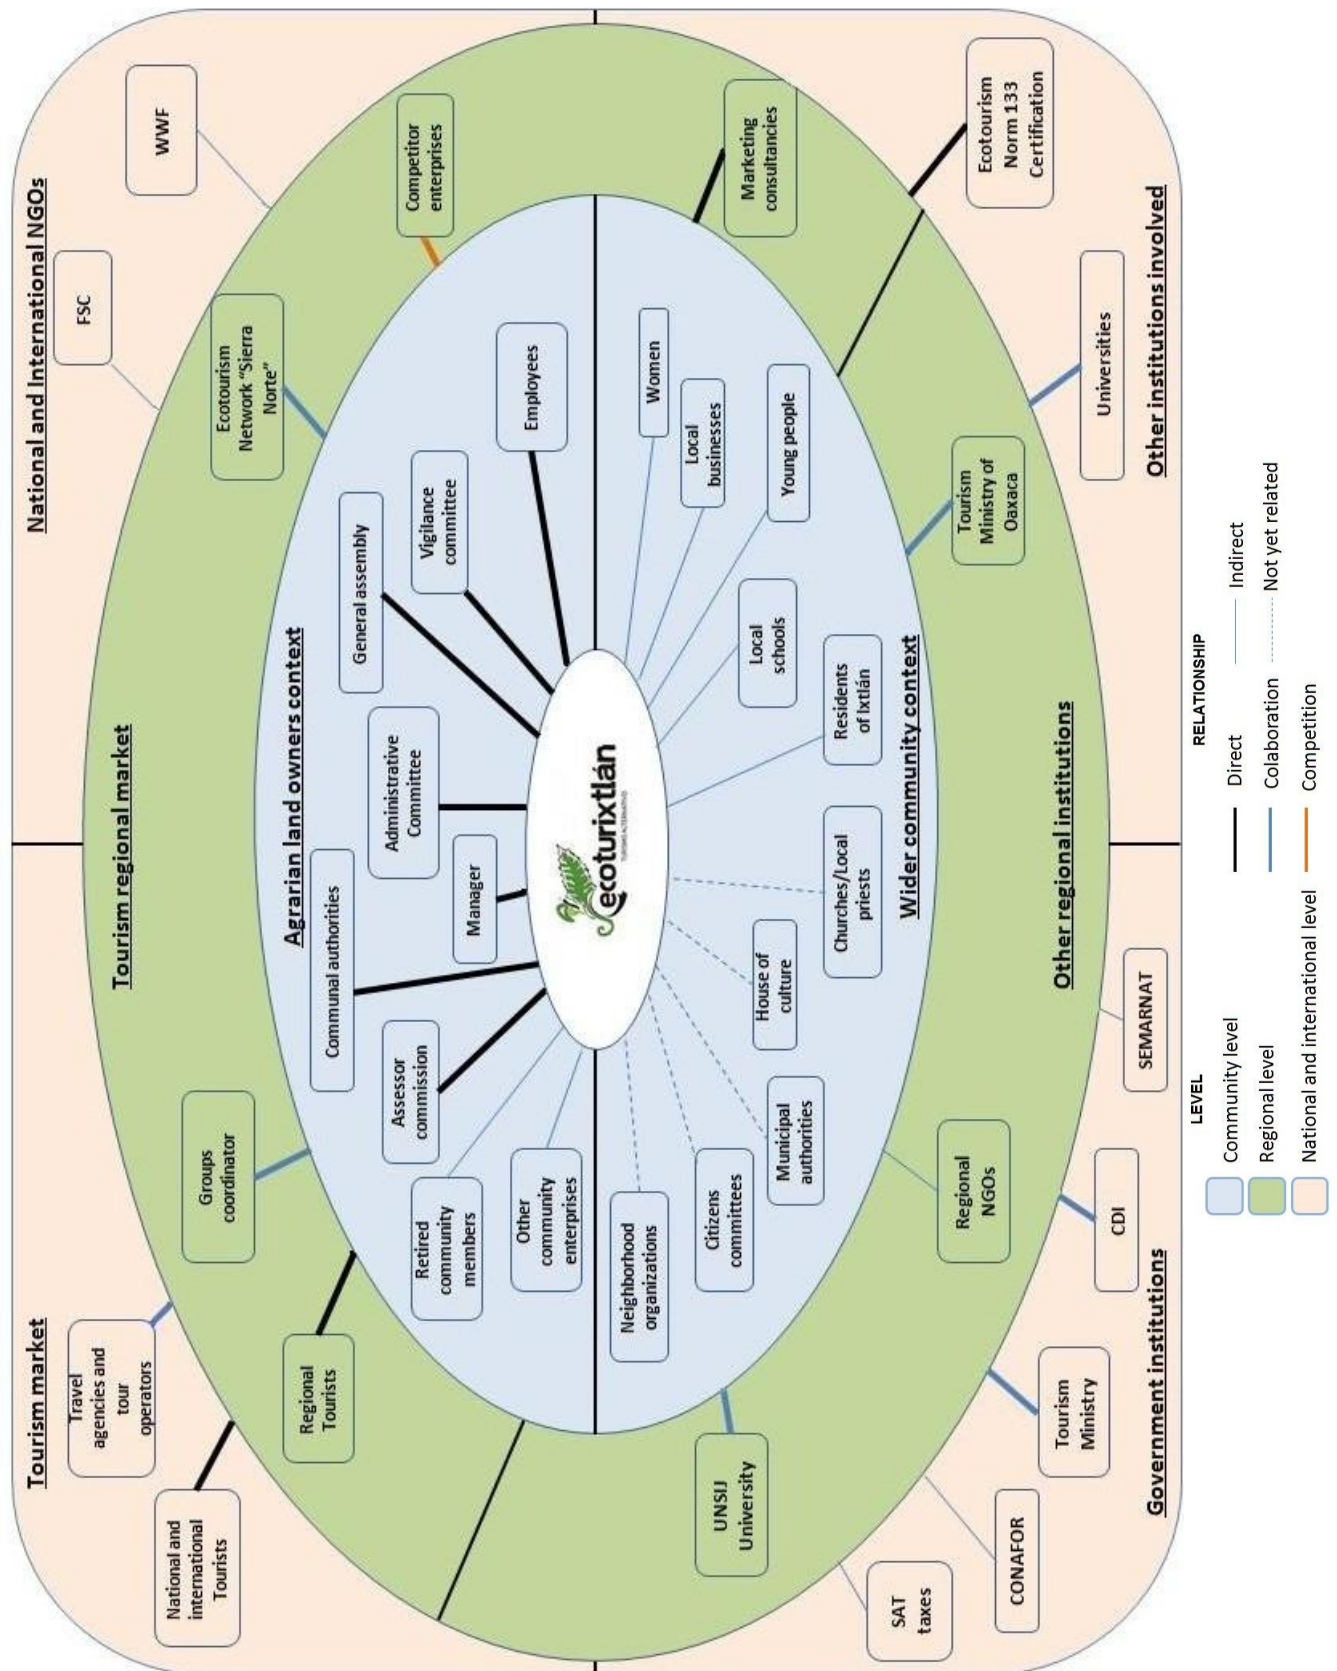 Tourism market
Travel
agencies and
tour
operators
National and
international
Tourists
National and International NGOs
FSC
WWF
Tourism regional market
Groups
coordinator
Regional
Tourists
Ecotourism
Network “Sierra
Norte”
Competitor
enterprises
Agrarian land owners context
Communal authorities
General assembly
Administrative
Committee
Assessor
commission
Vigilance
committee
Retired
community
members
Manager
Employees
Other
community
enterprises
ecoturixtlán
TURISMO ALTERNATIVO
Neighborhood
organizations
Citizens
committees
Municipal
authorities
House of
culture
Churches/Local
priests
Residents
of Ixtlán
Local
schools
Young people
Local
businesses
Women
Wider community context
UNSIJ
University
Regional
NGOs
Tourism
Ministry of
Oaxaca
Marketing
consultancies
Other regional institutions
SAT
taxes
CONAFOR
Tourism
Ministry
CDI
SEMARNAT
Government institutions
Ecotourism
Norm 133
Certification
Universities
Other institutions involved
LEVEL
Community level
Regional level
National and international level
RELATIONSHIP
Direct
Colaboration
Competition
Indirect
Not yet related